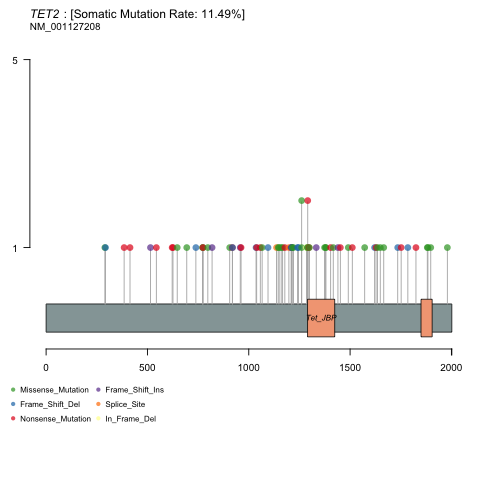 TET2 : [Somatic Mutation Rate: 11.49%]
NM_001127208
5
1
Tet_JBP
0 500 1000 1500 2000
Missense_Mutation Frame_Shift_Ins
Frame_Shift_Del Splice_Site
Nonsense_Mutation In_Frame_Del